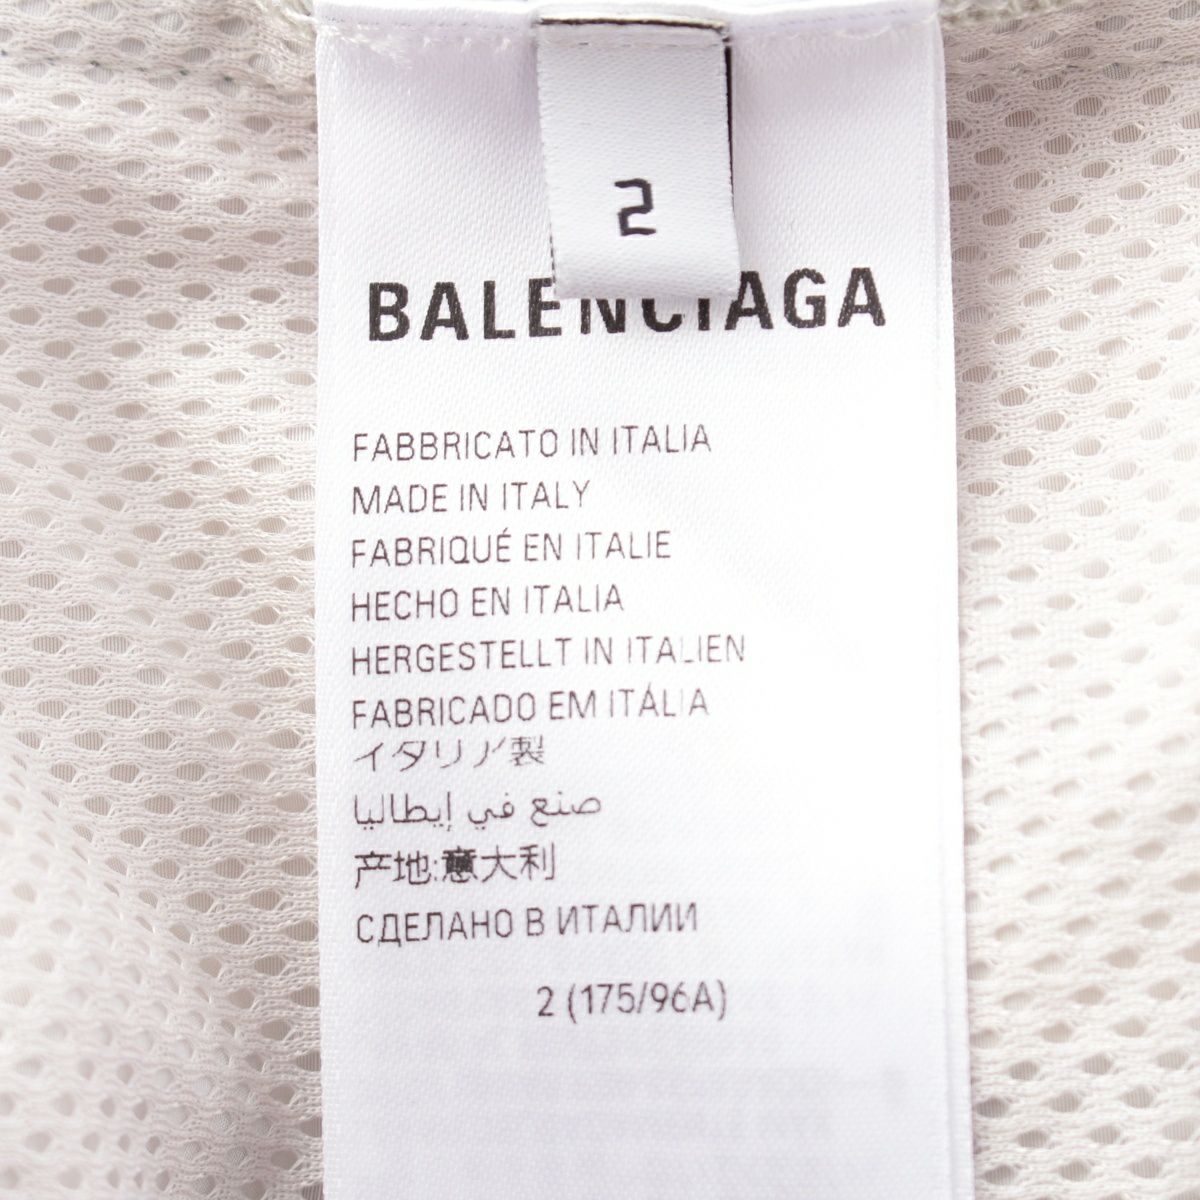 2
BALENCIAGA
FABBRICATO IN ITALIA
MADE IN ITALY
FABRIQUÉ EN ITALIE
HECHO EN ITALIA
HERGESTELLT IN ITALIEN
FABRICADO EM ITÁLIA
イタリア製
صنع في إيطاليا
产地:意大利
СДЕЛАНО В ИТАЛИИ
2 (175/96A)